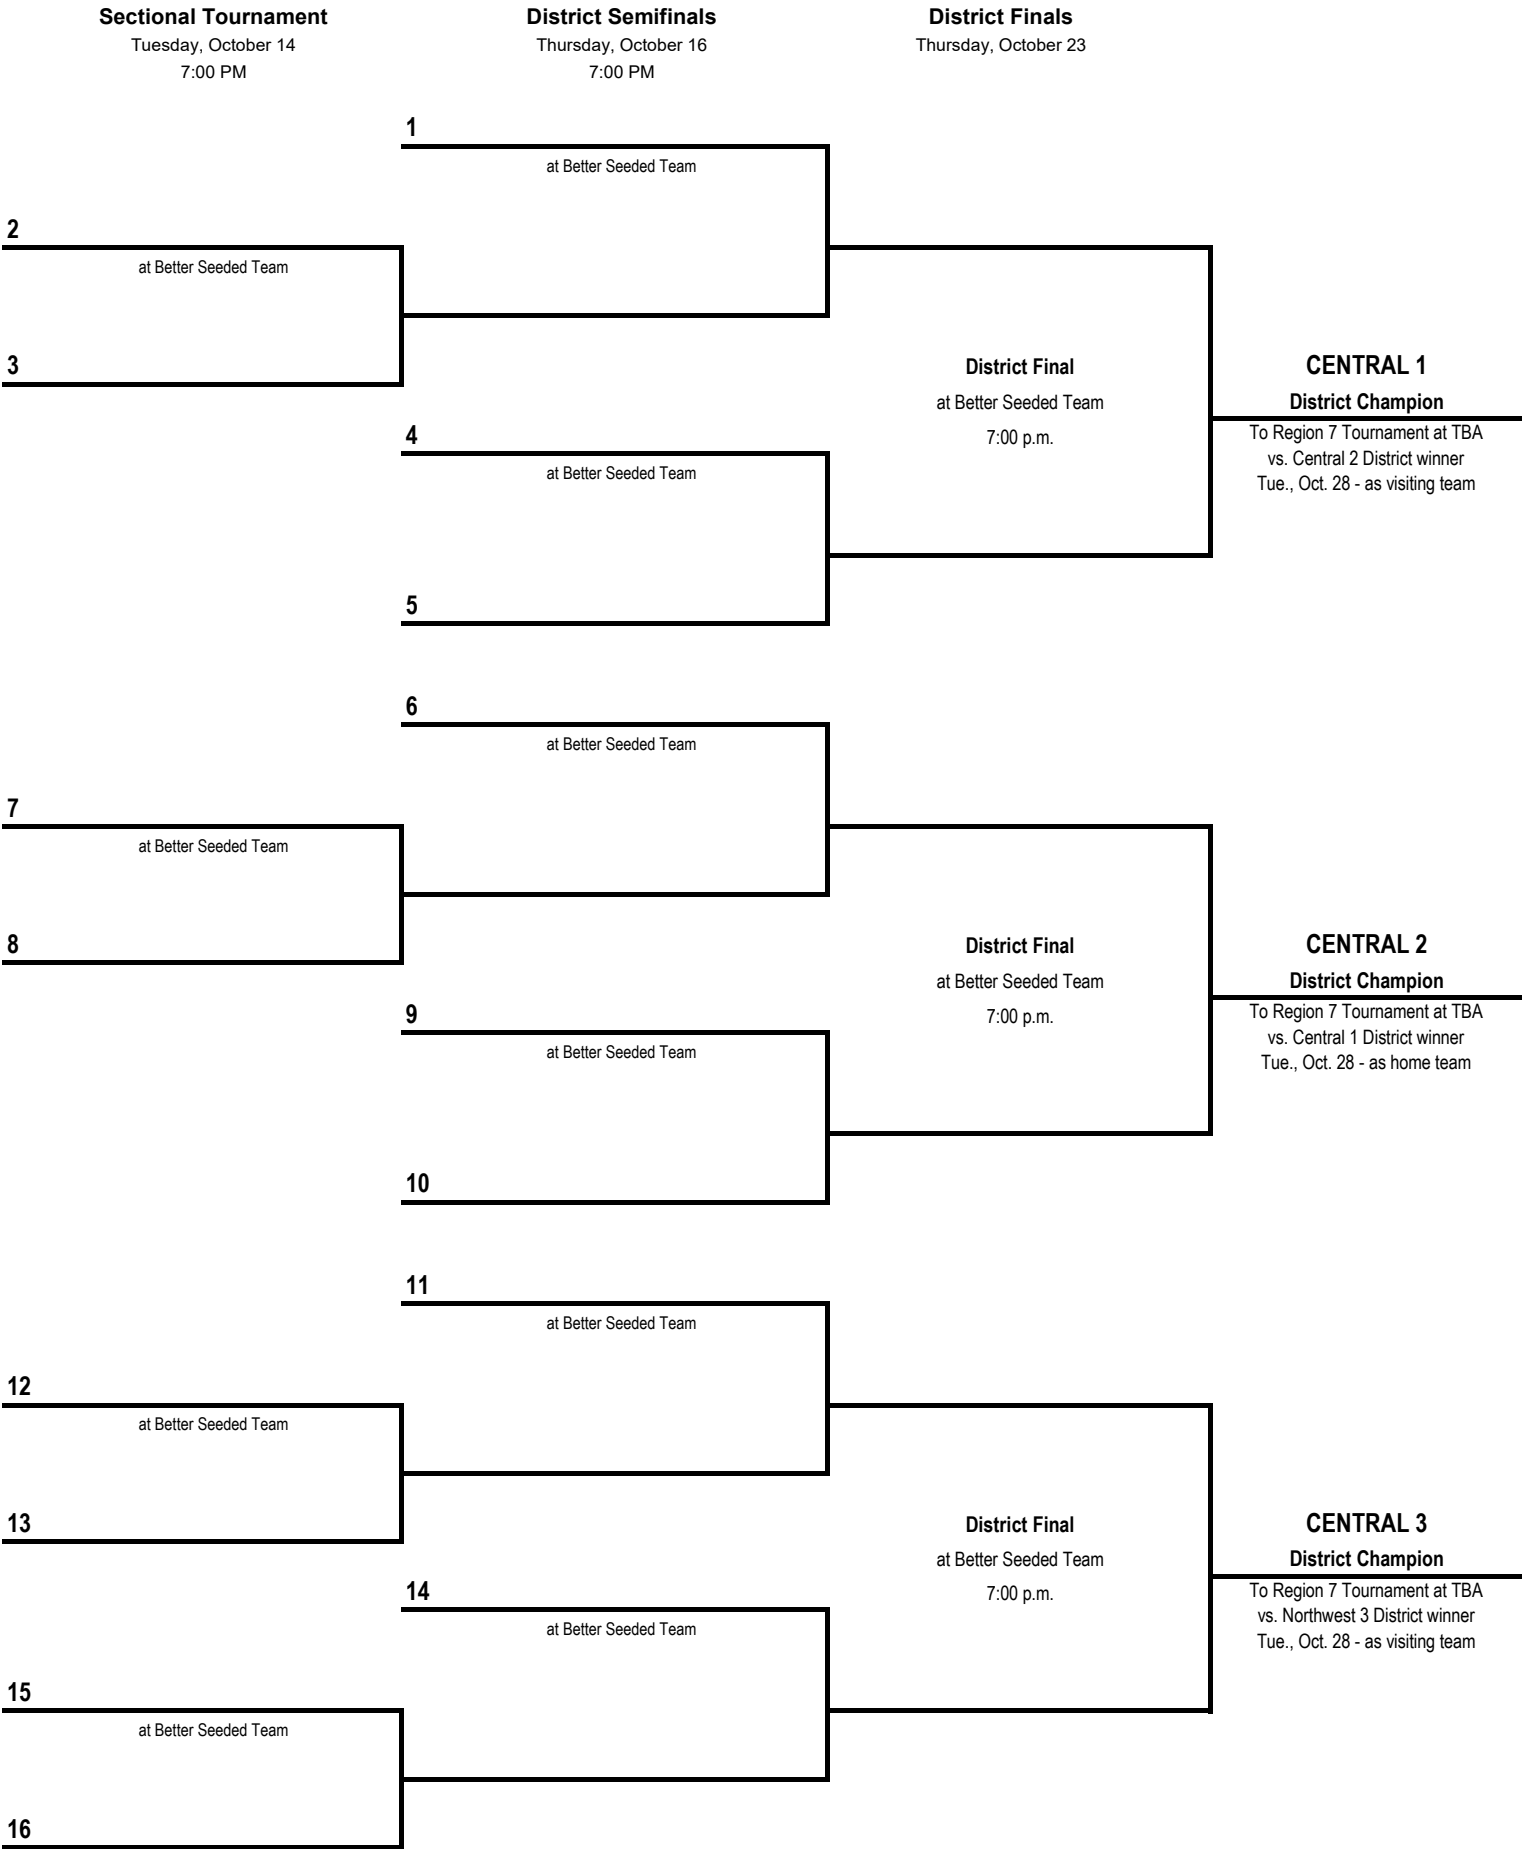 Sectional Tournament
Tuesday, October 14
7:00 PM
District Semifinals
Thursday, October 16
7:00 PM
District Finals
Thursday, October 23
1
at Better Seeded Team
2
at Better Seeded Team
3
District Final
at Better Seeded Team
7:00 p.m.
CENTRAL 1
District Champion
To Region 7 Tournament at TBA
vs. Central 2 District winner
Tue., Oct. 28 - as visiting team
4
at Better Seeded Team
5
6
at Better Seeded Team
7
at Better Seeded Team
8
District Final
at Better Seeded Team
7:00 p.m.
CENTRAL 2
District Champion
To Region 7 Tournament at TBA
vs. Central 1 District winner
Tue., Oct. 28 - as home team
9
at Better Seeded Team
10
11
at Better Seeded Team
12
at Better Seeded Team
13
District Final
at Better Seeded Team
7:00 p.m.
CENTRAL 3
District Champion
To Region 7 Tournament at TBA
vs. Northwest 3 District winner
Tue., Oct. 28 - as visiting team
14
at Better Seeded Team
15
at Better Seeded Team
16